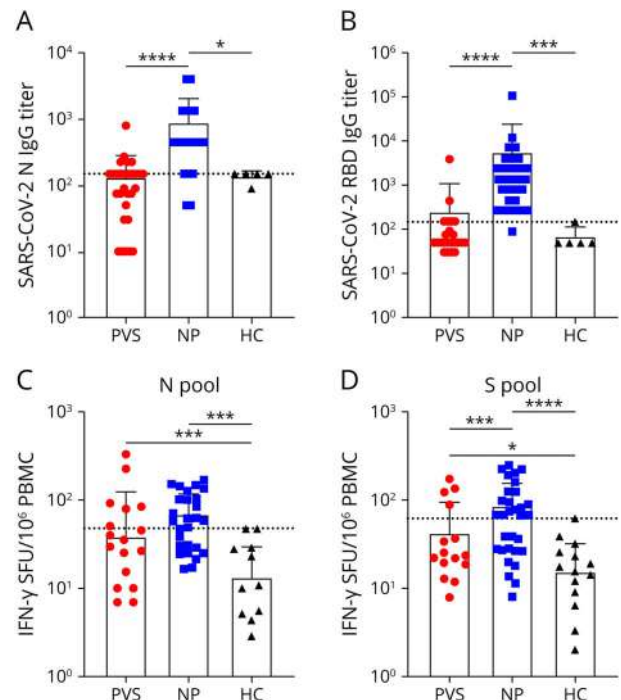 A
SARS-CoV-2 N IgG titer
10⁴
10³
10²
10¹
10⁰
****
*
PVS
NP
HC
B
SARS-CoV-2 RBD IgG titer
10⁶
10⁵
10⁴
10³
10²
10¹
10⁰
****
***
PVS
NP
HC
C
N pool
IFN-γ SFU/10⁶ PBMC
10³
10²
10¹
10⁰
***
***
PVS
NP
HC
D
S pool
IFN-γ SFU/10⁶ PBMC
10³
10²
10¹
10⁰
****
***
*
PVS
NP
HC